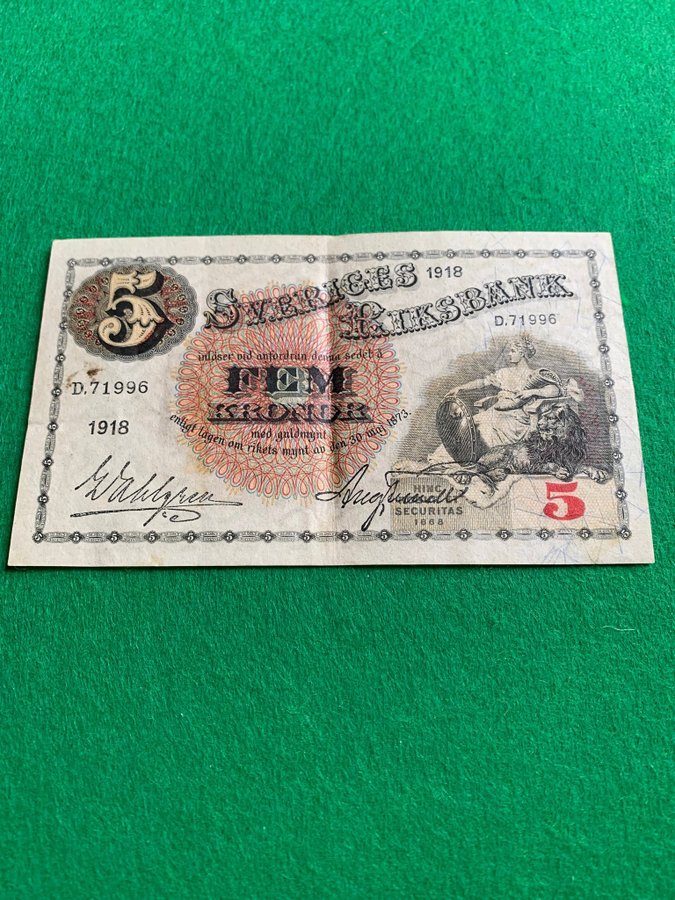 5
SVERIGES 1918
RIKSBANK
D.71996
inlöser vid anfordran denna sedel å
FEM
KRONOR
med guldmynt
enligt lagen om rikets mynt av den 30 maj 1873.
D.71996
1918
HINC
SECURITAS
1668
5